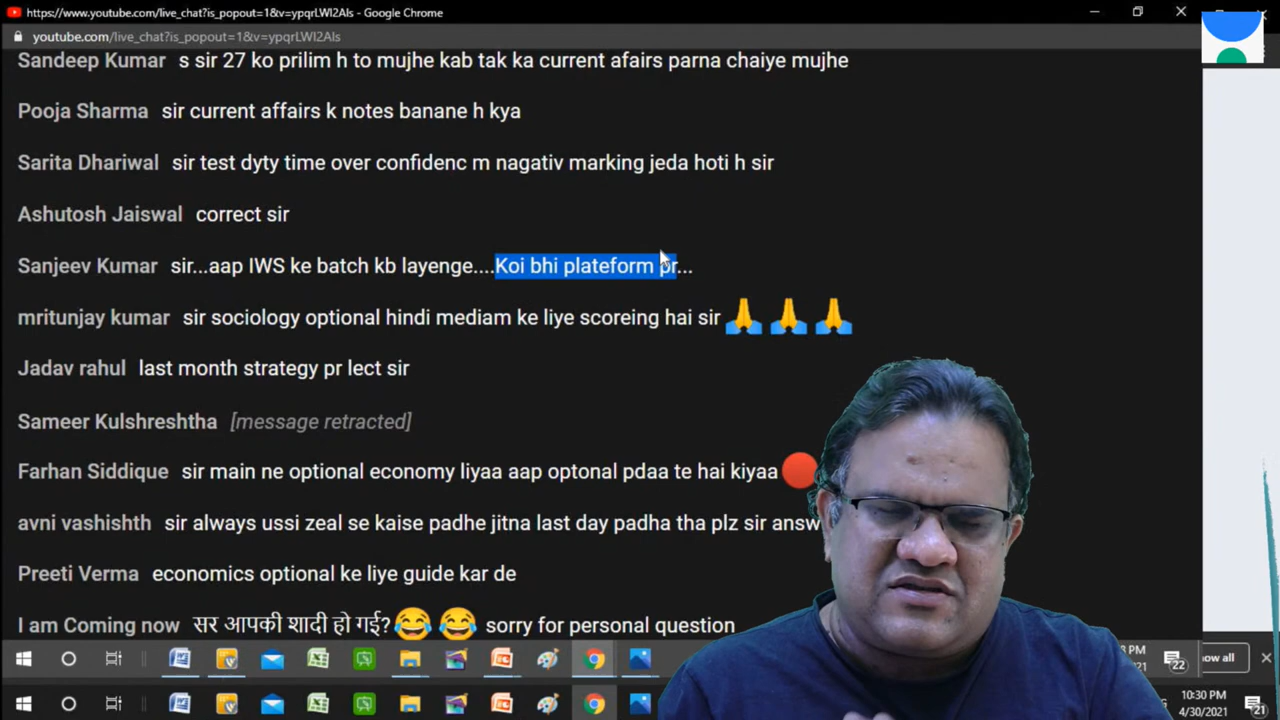 https://www.youtube.com/live_chat?is_popout=1&v=ypqrLWI2AIs - Google Chrome
youtube.com/live_chat?is_popout=1&v=ypqrLWI2AIs
Sandeep Kumar s sir 27 ko prilim h to mujhe kab tak ka current afairs parna chaiye mujhe
Pooja Sharma sir current affairs k notes banane h kya
Sarita Dhariwal sir test dyty time over confidenc m nagativ marking jeda hoti h sir
Ashutosh Jaiswal correct sir
Sanjeev Kumar sir...aap IWS ke batch kb layenge....Koi bhi plateform pr...
mritunjay kumar sir sociology optional hindi mediam ke liye scoreing hai sir 🙏 🙏 🙏
Jadav rahul last month strategy pr lect sir
Sameer Kulshreshtha [message retracted]
Farhan Siddique sir main ne optional economy liyaa aap optonal pdaa te hai kiyaa 🔴
avni vashishth sir always ussi zeal se kaise padhe jitna last day padha tha plz sir answ
Preeti Verma economics optional ke liye guide kar de
I am Coming now सर आपकी शादी हो गई?😂 😂 sorry for personal question
PM
22
10:30 PM
4/30/2021
21